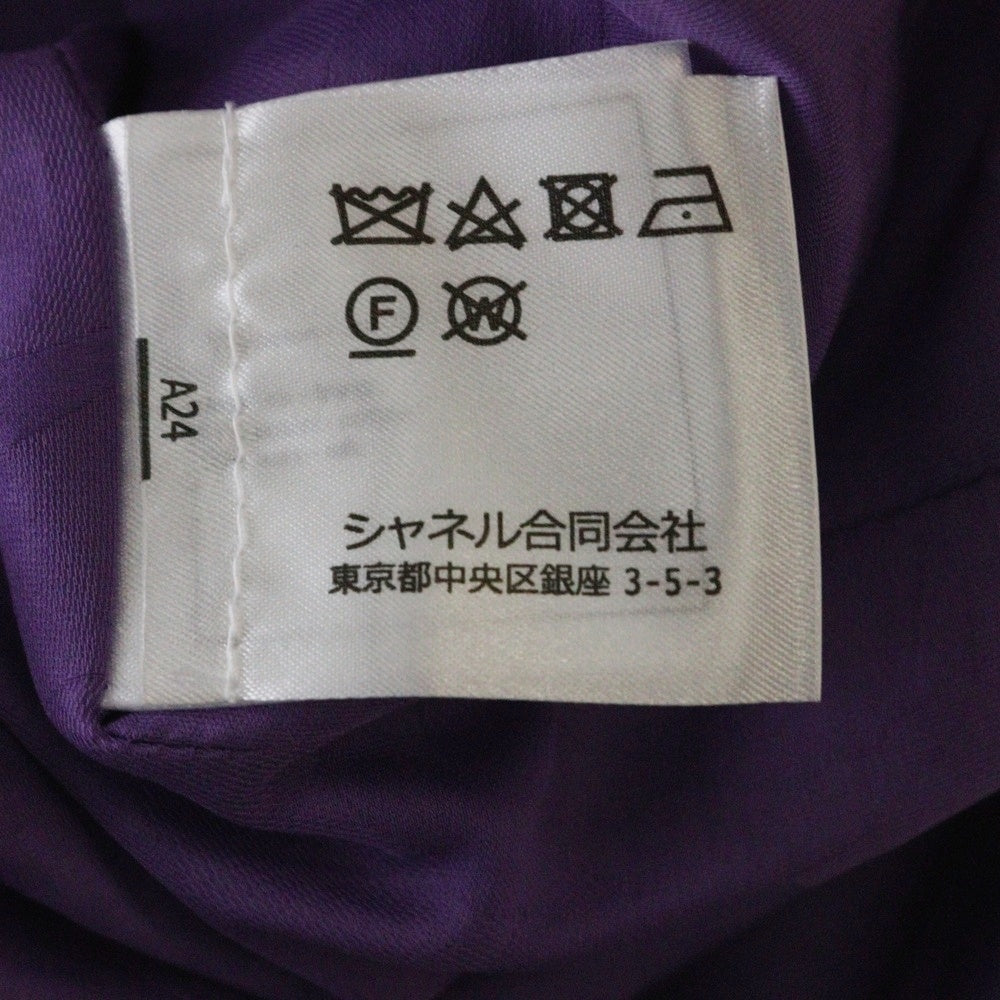 F W
A24
シャネル合同会社
東京都中央区銀座 3-5-3